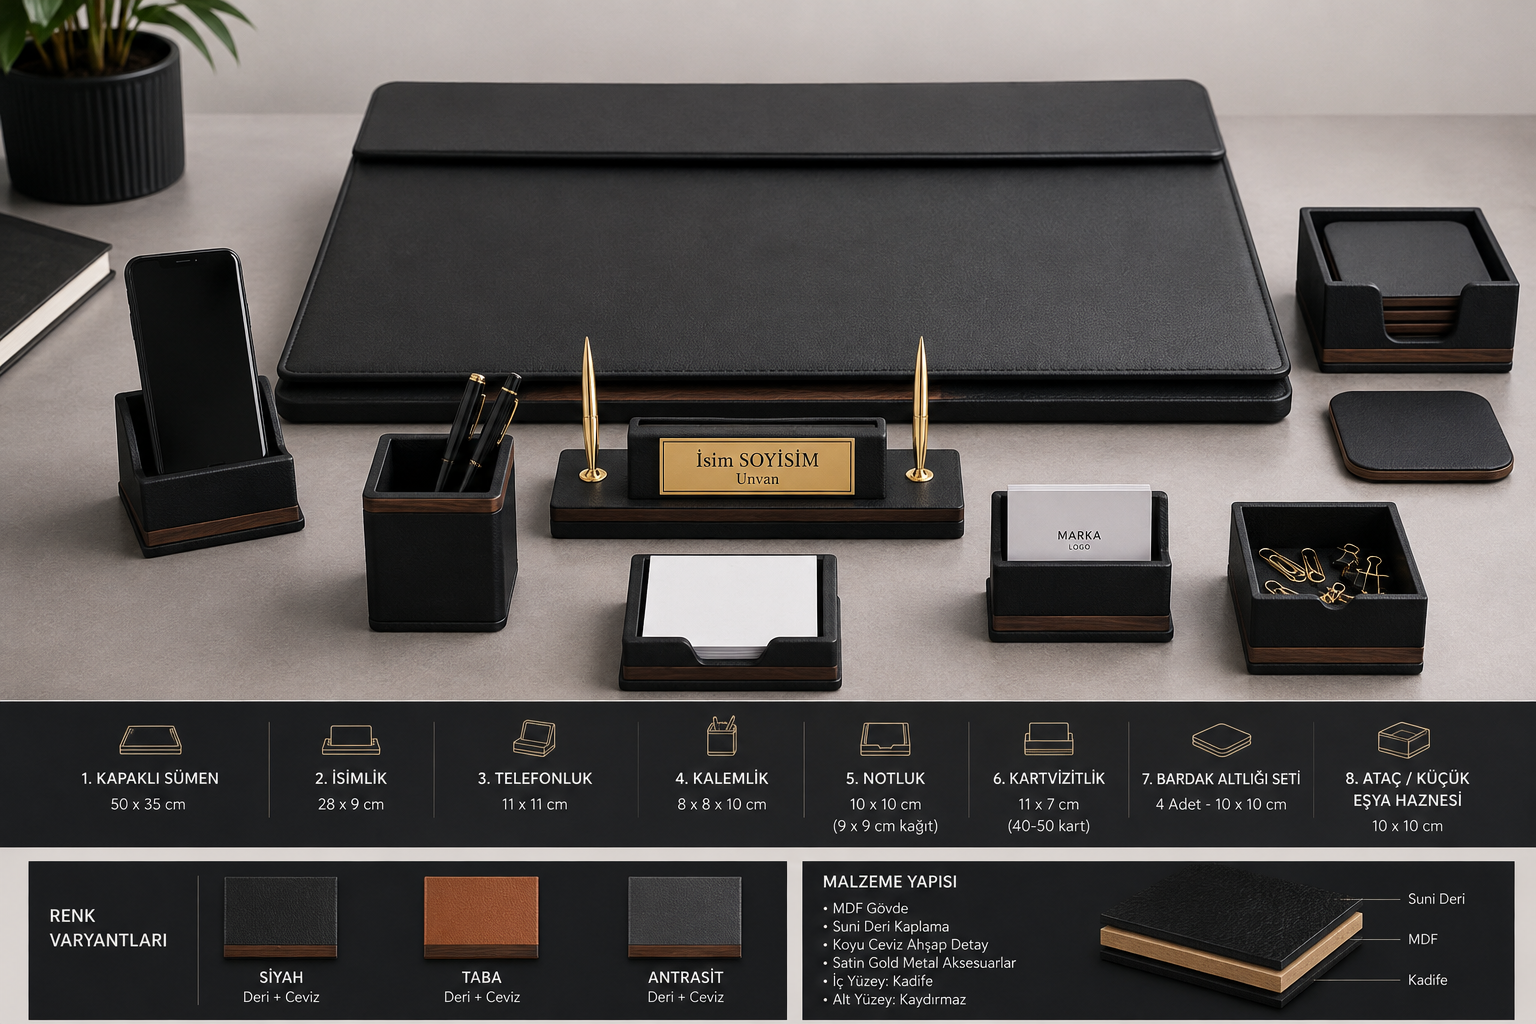 İsim SOYİSİM
Unvan
MARKA
LOGO
1. KAPAKLI SÜMEN
50 x 35 cm
2. İSİMLİK
28 x 9 cm
3. TELEFONLUK
11 x 11 cm
4. KALEMLİK
8 x 8 x 10 cm
5. NOTLUK
10 x 10 cm
(9 x 9 cm kağıt)
6. KARTVİZİTLİK
11 x 7 cm
(40-50 kart)
7. BARDAK ALTLIĞI SETİ
4 Adet - 10 x 10 cm
8. ATAÇ / KÜÇÜK
EŞYA HAZNESİ
10 x 10 cm
RENK
VARYANTLARI
SİYAH
Deri + Ceviz
TABA
Deri + Ceviz
ANTRASİT
Deri + Ceviz
MALZEME YAPISI
• MDF Gövde
• Suni Deri Kaplama
• Koyu Ceviz Ahşap Detay
• Satin Gold Metal Aksesuarlar
• İç Yüzey: Kadife
• Alt Yüzey: Kaydırmaz
Suni Deri
MDF
Kadife